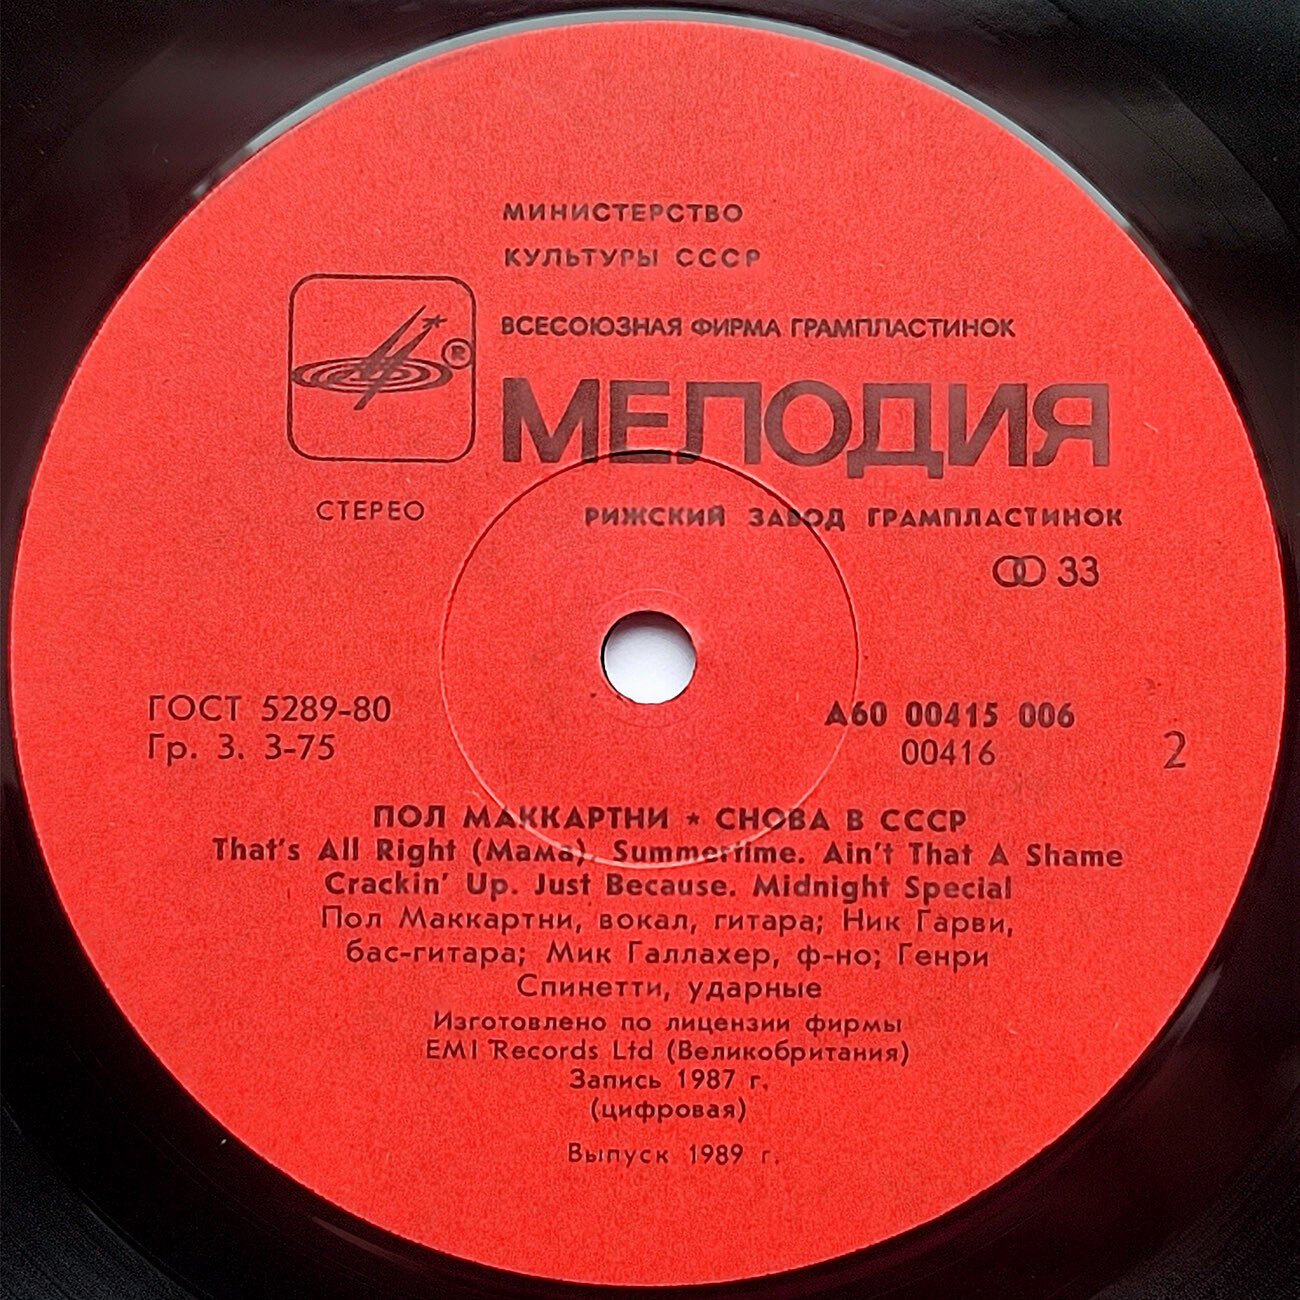 МИНИСТЕРСТВО
КУЛЬТУРЫ СССР
ВСЕСОЮЗНАЯ ФИРМА ГРАМПЛАСТИНОК
®
МЕЛОДИЯ
СТЕРЕО
РИЖСКИЙ ЗАВОД ГРАМПЛАСТИНОК
33
ГОСТ 5289-80
Гр. 3. 3-75
А60 00415 006
00416
2
ПОЛ МАККАРТНИ ★ СНОВА В СССР
That's All Right (Мама). Summertime. Ain't That A Shame
Crackin' Up. Just Because. Midnight Special
Пол Маккартни, вокал, гитара; Ник Гарви,
бас-гитара; Мик Галлахер, ф-но; Генри
Спинетти, ударные
Изготовлено по лицензии фирмы
EMI Records Ltd (Великобритания)
Запись 1987 г.
(цифровая)
Выпуск 1989 г.